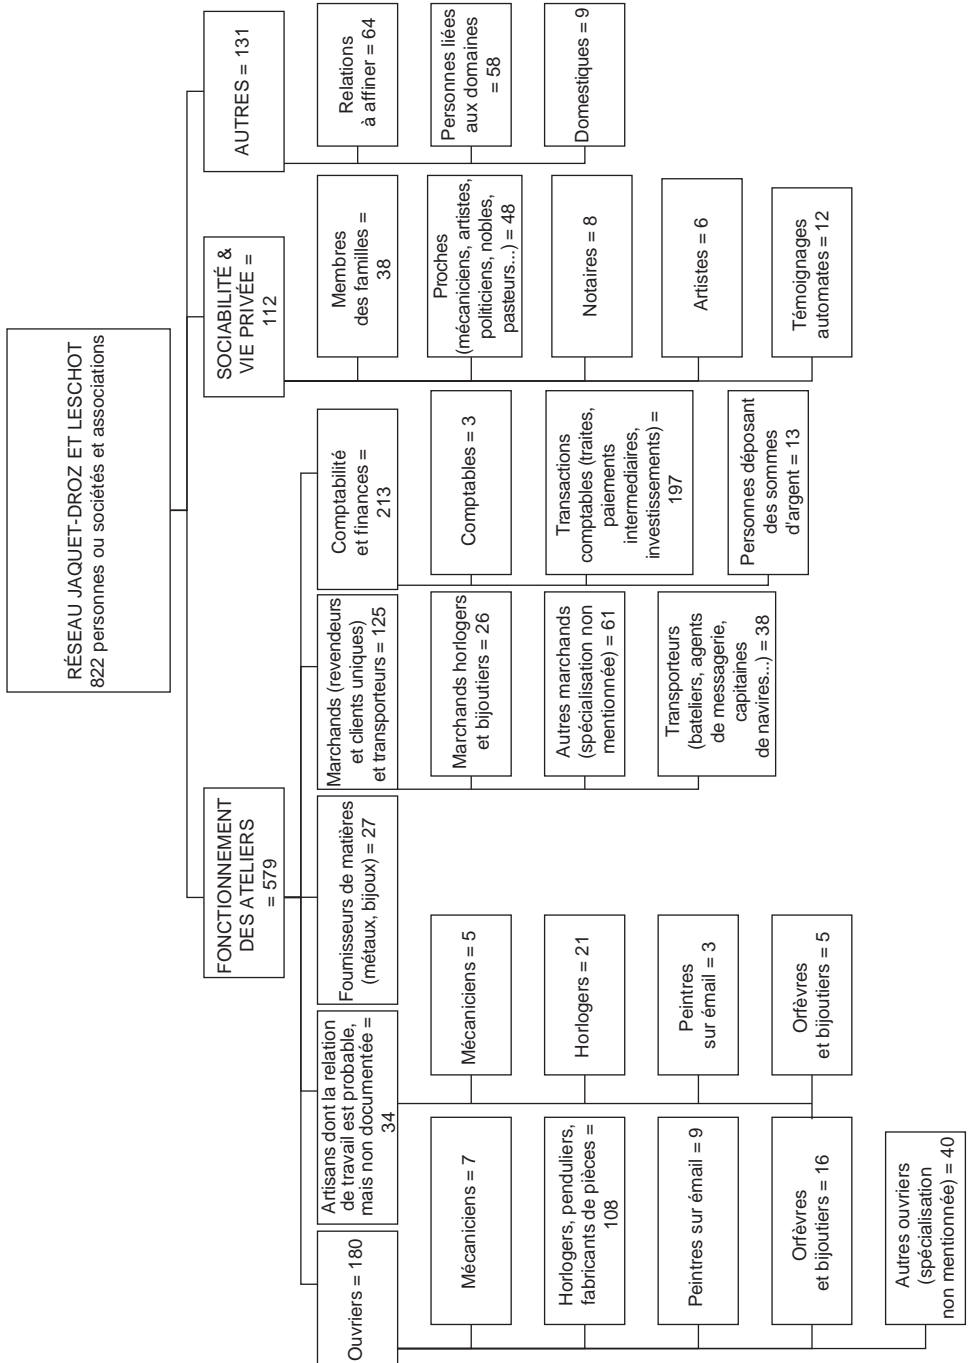 RÉSEAU JAQUET-DROZ ET LESCHOT
822 personnes ou sociétés et associations
FONCTIONNEMENT
DES ATELIERS
= 579
SOCIABILITÉ &
VIE PRIVÉE =
112
AUTRES = 131
Ouvriers = 180
Artisans dont la relation
de travail est probable,
mais non documentée =
34
Fournisseurs de matières
(métaux, bijoux) = 27
Marchands (revendeurs
et clients uniques)
et transporteurs = 125
Comptabilité
et finances =
213
Mécaniciens = 7
Horlogers, penduliers,
fabricants de pièces =
108
Peintres sur émail = 9
Orfèvres
et bijoutiers = 16
Autres ouvriers
(spécialisation
non mentionnée) = 40
Mécaniciens = 5
Horlogers = 21
Peintres
sur émail = 3
Orfèvres
et bijoutiers = 5
Marchands horlogers
et bijoutiers = 26
Autres marchands
(spécialisation non
mentionnée) = 61
Transporteurs
(bateliers, agents
de messagerie,
capitaines
de navires...) = 38
Comptables = 3
Transactions
comptables (traites,
paiements
intermediaires,
investissements) =
197
Personnes déposant
des sommes
d'argent = 13
Membres
des familles =
38
Proches
(mécaniciens, artistes,
politiciens, nobles,
pasteurs...) = 48
Notaires = 8
Artistes = 6
Témoignages
automates = 12
Relations
à affiner = 64
Personnes liées
aux domaines
= 58
Domestiques = 9